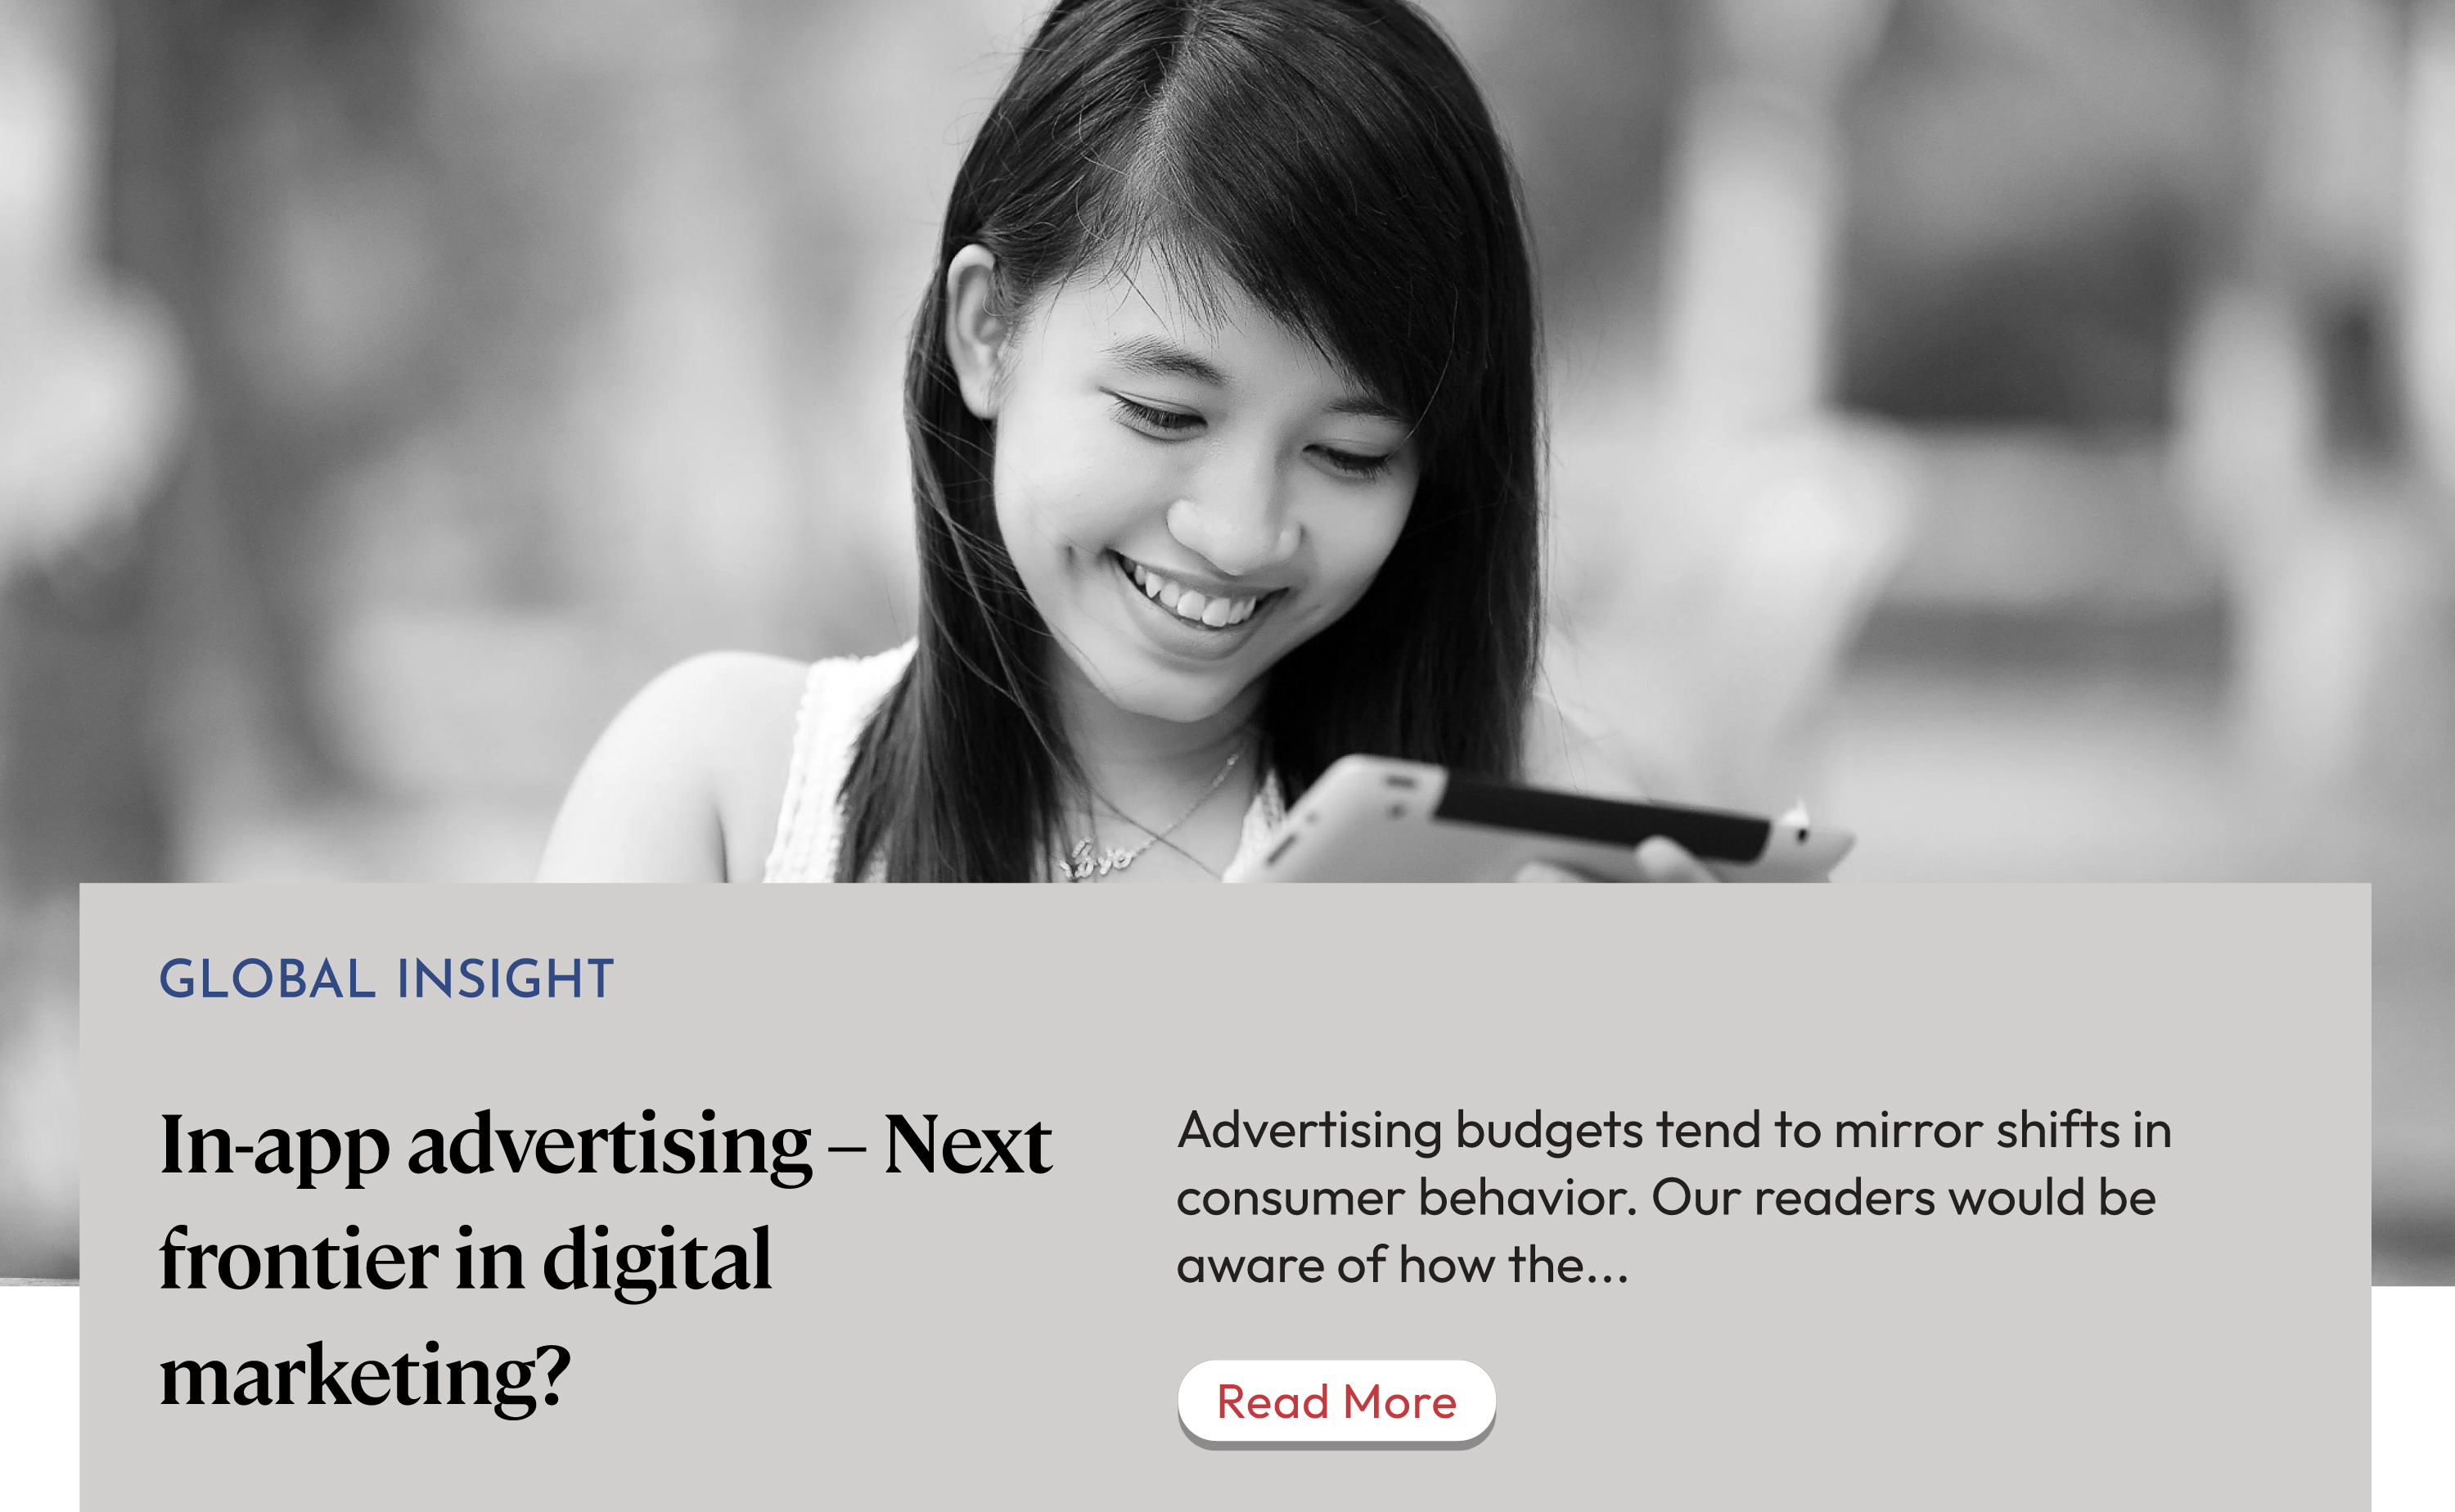 GLOBAL INSIGHT
In-app advertising – Next
frontier in digital
marketing?
Advertising budgets tend to mirror shifts in
consumer behavior. Our readers would be
aware of how the...
Read More